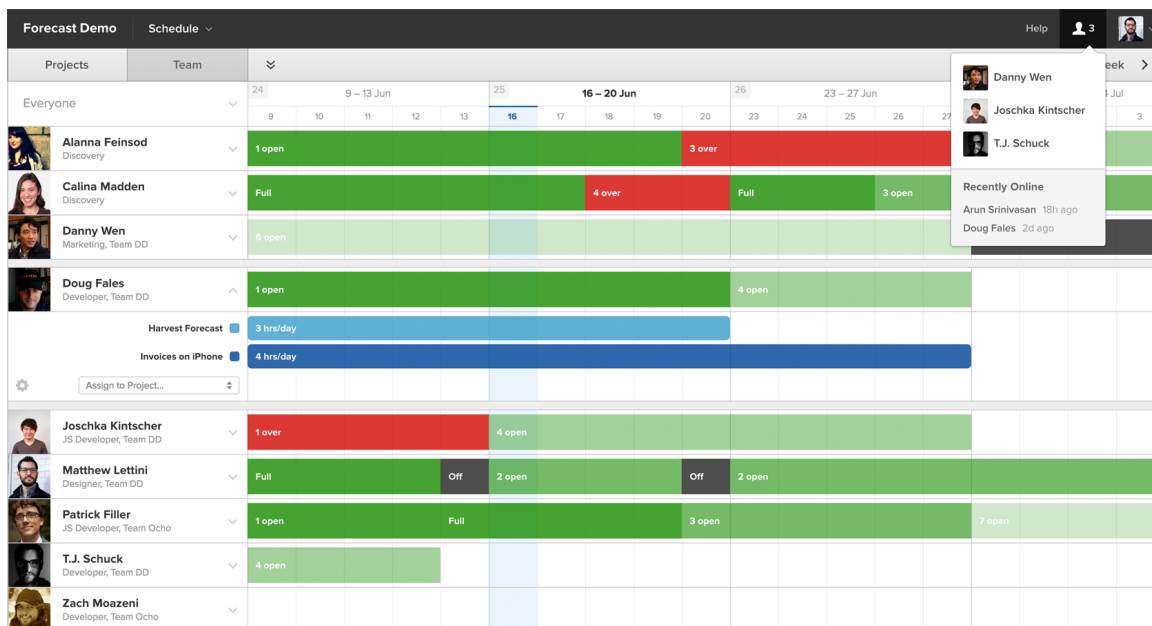 Forecast Demo Schedule Help 3
Projects Team eek
Danny Wen
Joschka Kintscher
T.J. Schuck
Recently Online
Arun Srinivasan 18h ago
Doug Fales 2d ago
Everyone 24 9 – 13 Jun 25 16 – 20 Jun 26 23 – 27 Jun Jul
9 10 11 12 13 16 17 18 19 20 23 24 25 26 27 3
Alanna Feinsod
Discovery
1 open 3 over
Calina Madden
Discovery
Full 4 over Full 3 open
Danny Wen
Marketing, Team DD
6 open
Doug Fales
Developer, Team DD
1 open 4 open
Harvest Forecast 3 hrs/day
Invoices on iPhone 4 hrs/day
Assign to Project...
Joschka Kintscher
JS Developer, Team DD
1 over 4 open
Matthew Lettini
Designer, Team DD
Full Off 2 open Off 2 open
Patrick Filler
JS Developer, Team Ocho
1 open Full 3 open 7 open
T.J. Schuck
Developer, Team DD
4 open
Zach Moazeni
Developer, Team Ocho